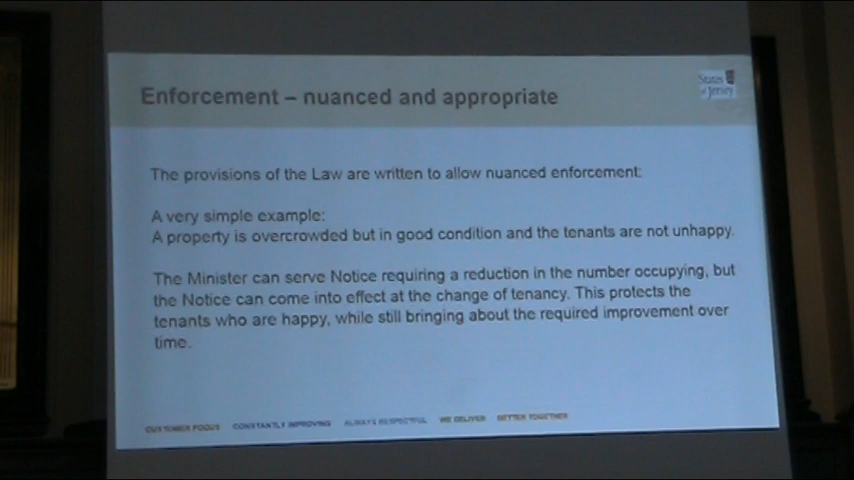 Enforcement – nuanced and appropriate
States
of Jersey
The provisions of the Law are written to allow nuanced enforcement:
A very simple example:
A property is overcrowded but in good condition and the tenants are not unhappy.
The Minister can serve Notice requiring a reduction in the number occupying, but
the Notice can come into effect at the change of tenancy. This protects the
tenants who are happy, while still bringing about the required improvement over
time.
CUSTOMER FOCUS CONSTANTLY IMPROVING ALWAYS RESPECTFUL WE DELIVER BETTER TOGETHER